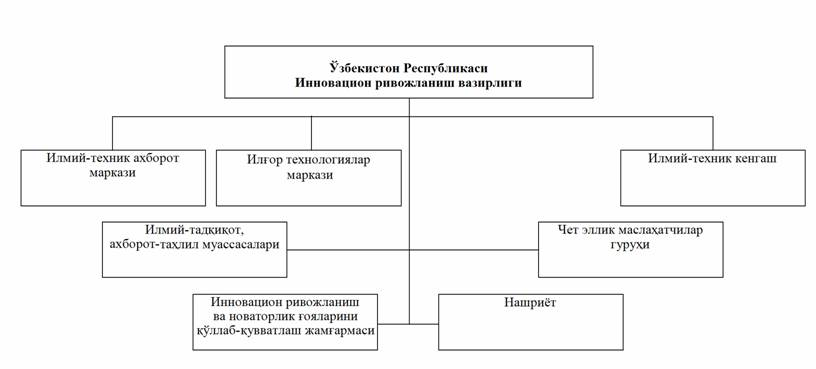 Ўзбекистон Республикаси
Инновацион ривожланиш вазирлиги
Илмий-техник ахборот
маркази
Илғор технологиялар
маркази
Илмий-техник кенгаш
Илмий-тадқиқот,
ахборот-таҳлил муассасалари
Чет эллик маслаҳатчилар
гуруҳи
Инновацион ривожланиш
ва новаторлик ғояларини
қўллаб-қувватлаш жамғармаси
Нашриёт